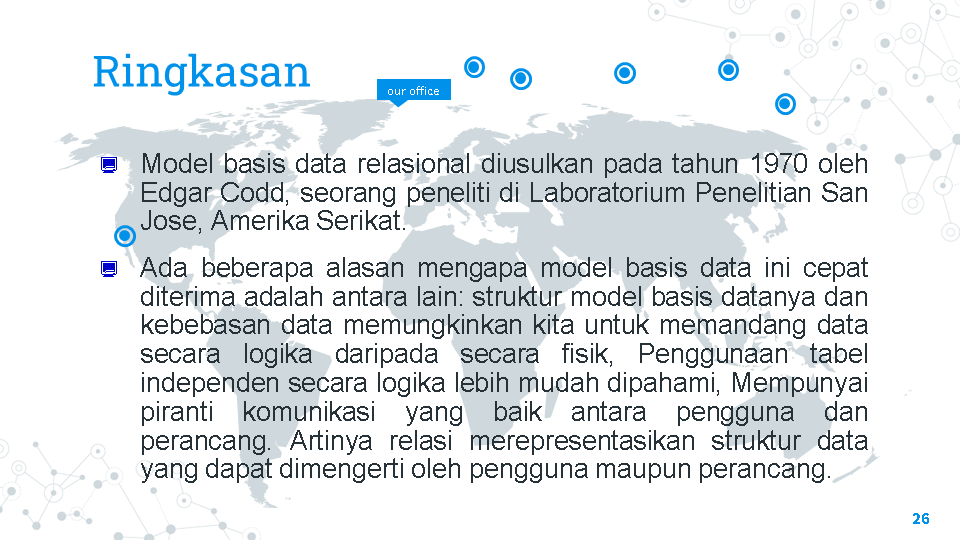 Ringkasan
our office
Model basis data relasional diusulkan pada tahun 1970 oleh
Edgar Codd, seorang peneliti di Laboratorium Penelitian San
Jose, Amerika Serikat.
Ada beberapa alasan mengapa model basis data ini cepat
diterima adalah antara lain: struktur model basis datanya dan
kebebasan data memungkinkan kita untuk memandang data
secara logika daripada secara fisik, Penggunaan tabel
independen secara logika lebih mudah dipahami, Mempunyai
piranti komunikasi yang baik antara pengguna dan
perancang. Artinya relasi merepresentasikan struktur data
yang dapat dimengerti oleh pengguna maupun perancang.
26